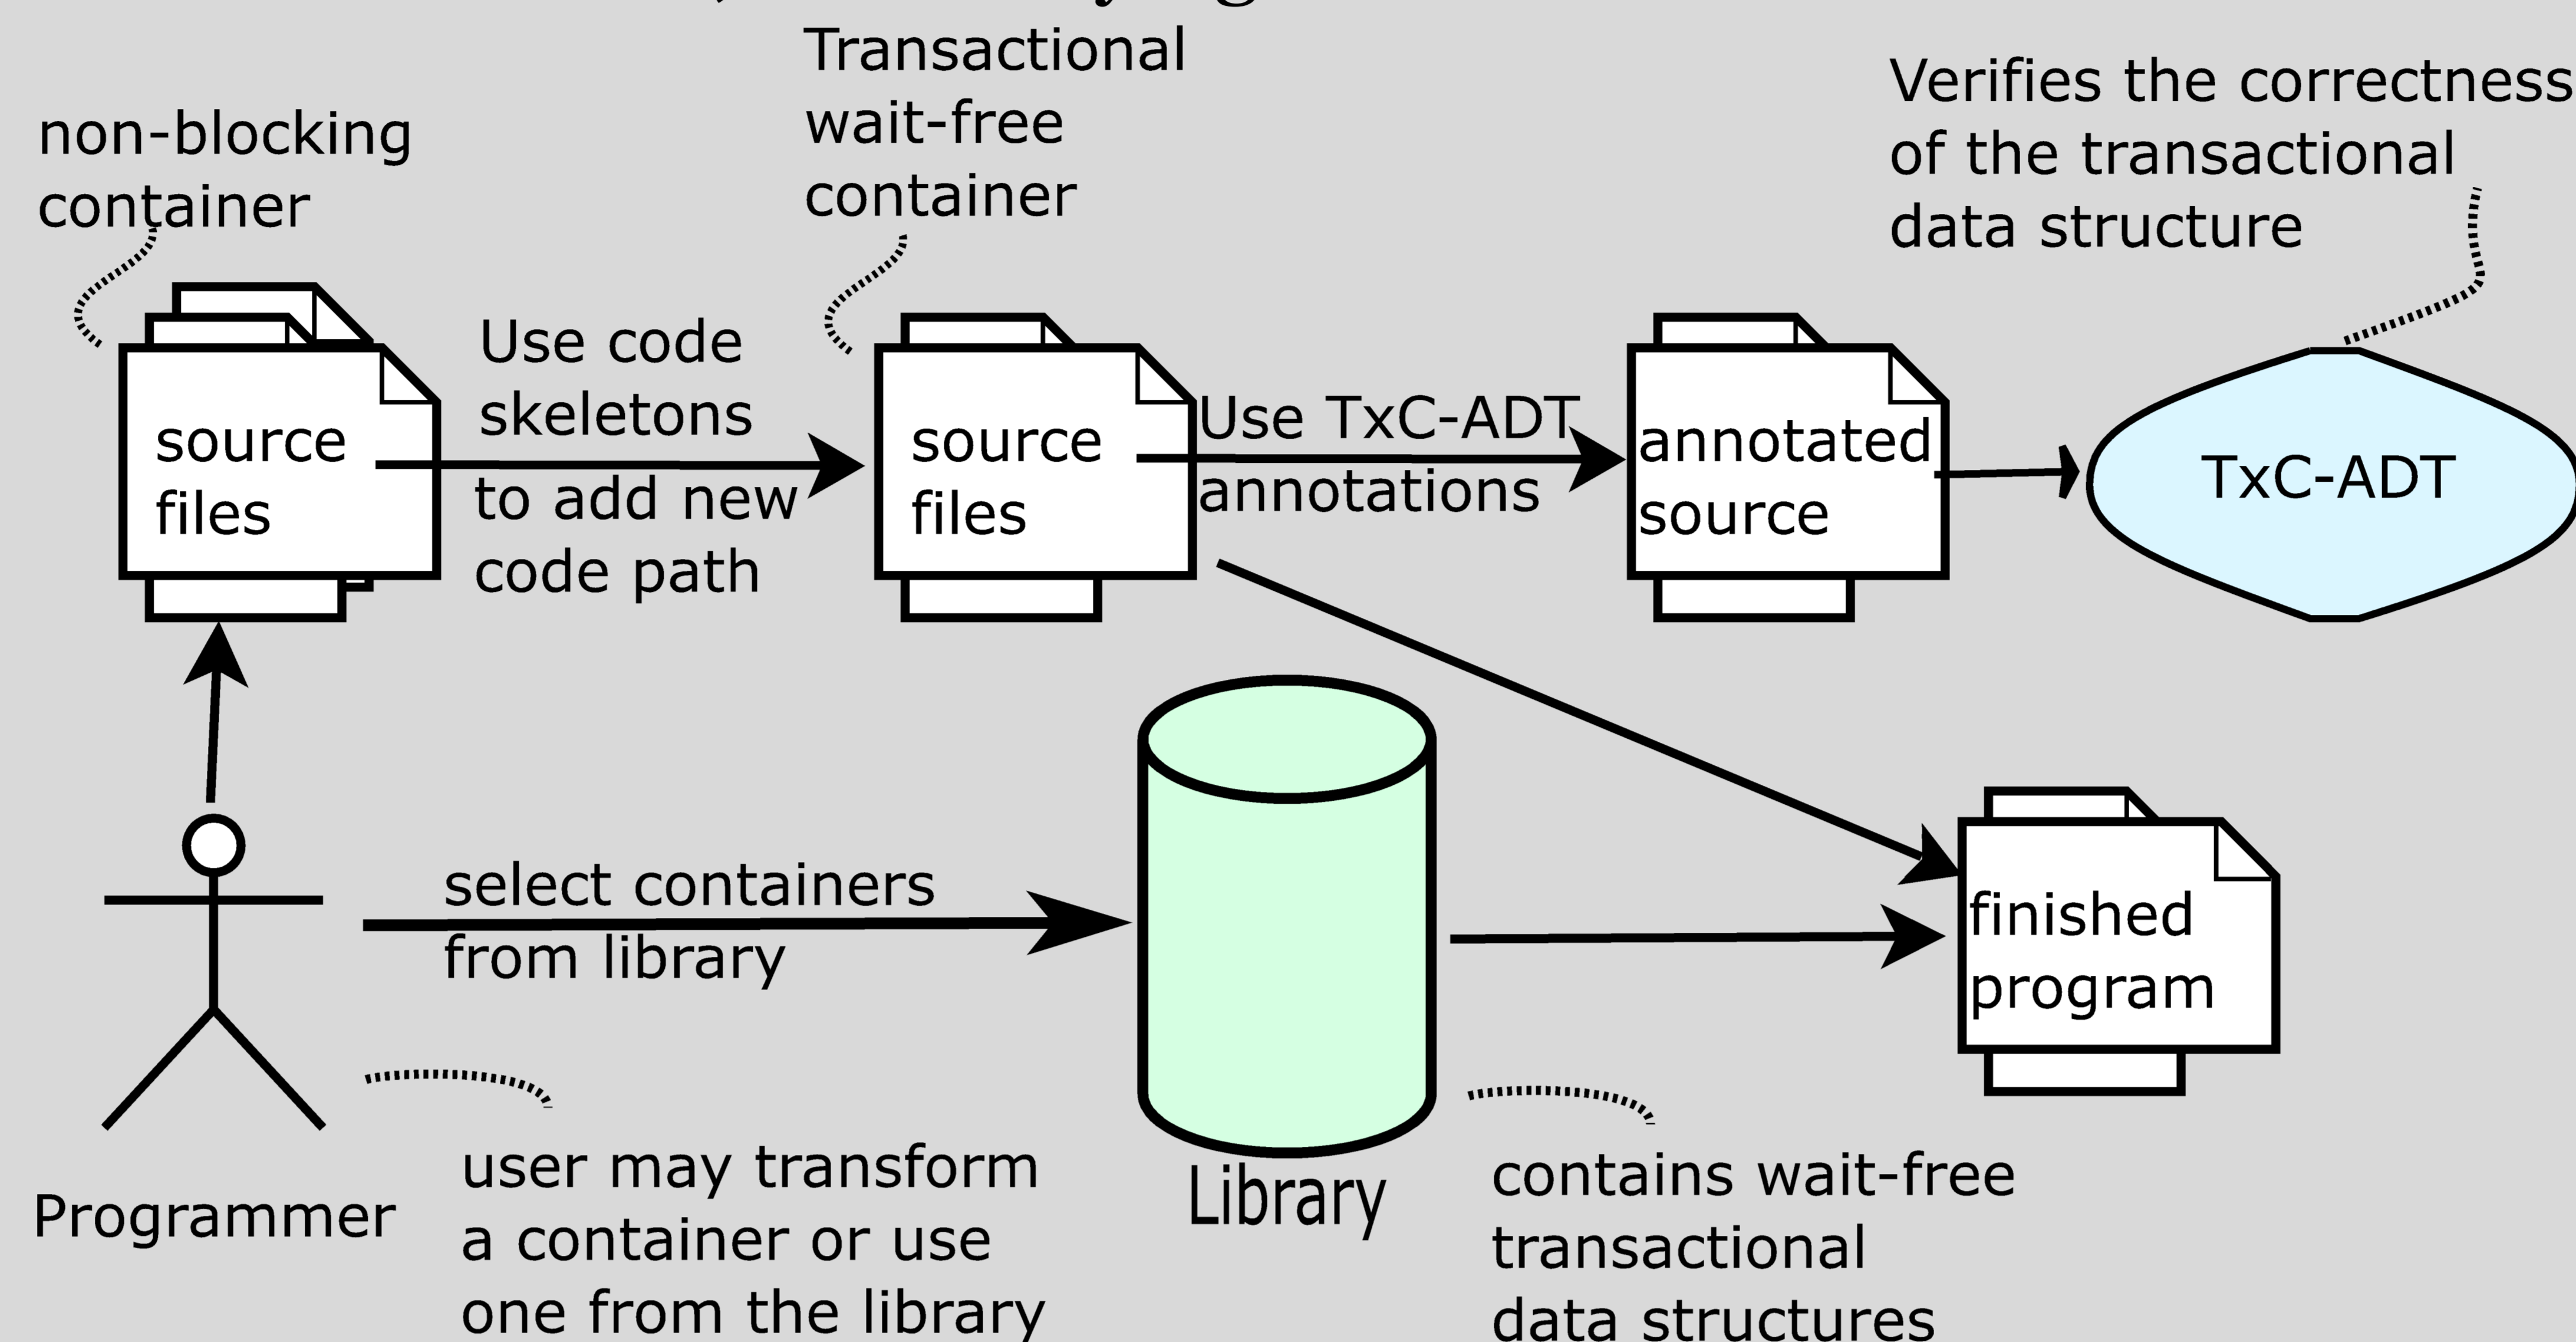 non-blocking
container
Transactional
wait-free
container
Verifies the correctness
of the transactional
data structure
source
files
Use code
skeletons
to add new
code path
source
files
Use TxC-ADT
annotations
annotated
source
TxC-ADT
select containers
from library
finished
program
Programmer
user may transform
a container or use
one from the library
Library
contains wait-free
transactional
data structures